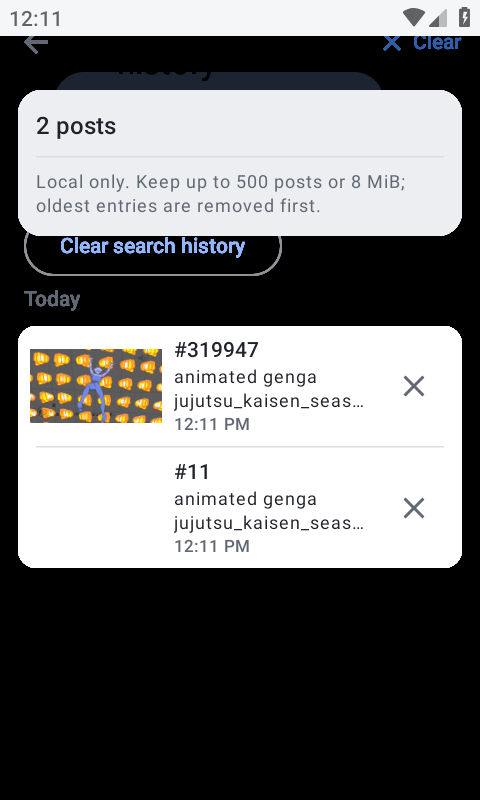 12:11
Clear
history
2 posts
Local only. Keep up to 500 posts or 8 MiB;
oldest entries are removed first.
Clear search history
Today
#319947
animated genga
jujutsu_kaisen_seas…
12:11 PM
#11
animated genga
jujutsu_kaisen_seas…
12:11 PM